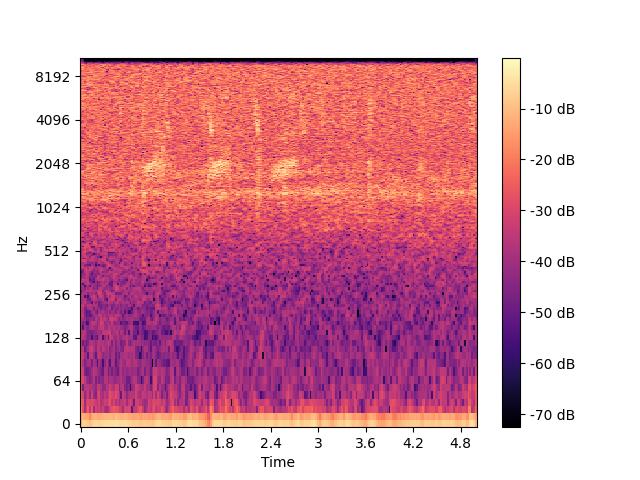 8192
4096
2048
1024
512
256
128
64
0
Hz
0 0.6 1.2 1.8 2.4 3 3.6 4.2 4.8
Time
-10 dB
-20 dB
-30 dB
-40 dB
-50 dB
-60 dB
-70 dB